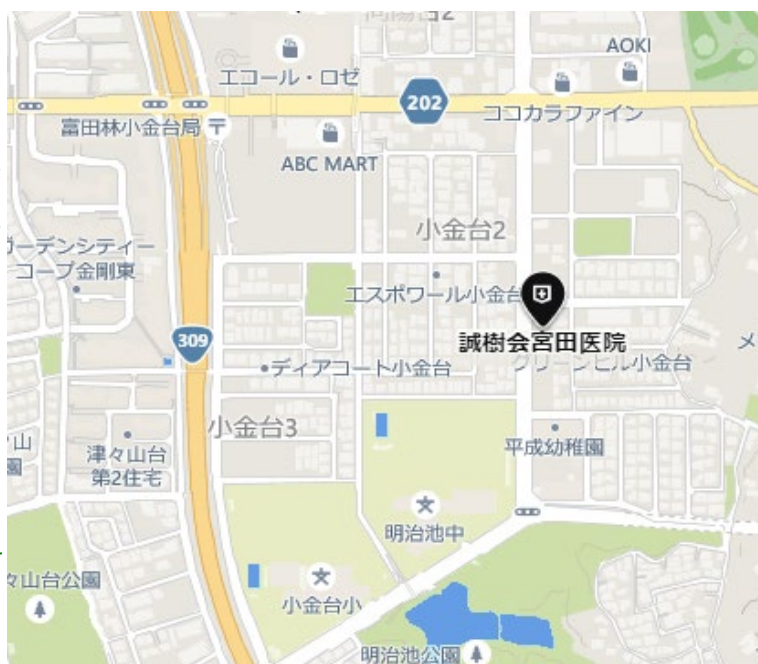 AOKI
エコール・ロゼ
202
ココカラファイン
富田林小金台局
ABC MART
小金台2
ガーデンシティー
コープ金剛東
エスポワール小金台
309
誠樹会宮田医院
ディアコート小金台
グリーンヒル小金台
小金台3
津々山台
第2住宅
平成幼稚園
明治池中
々山台公園
小金台小
明治池公園